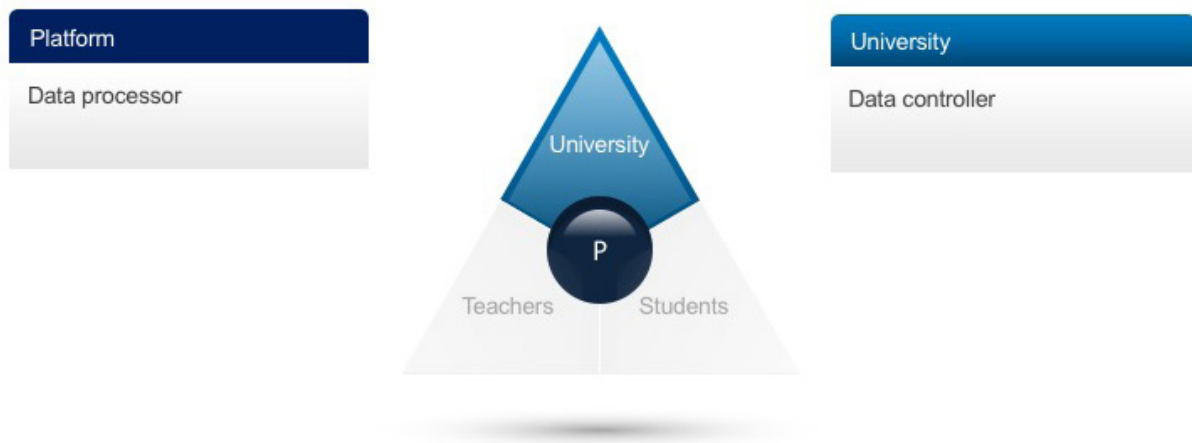 Platform
Data processor
University
P
Teachers
Students
University
Data controller